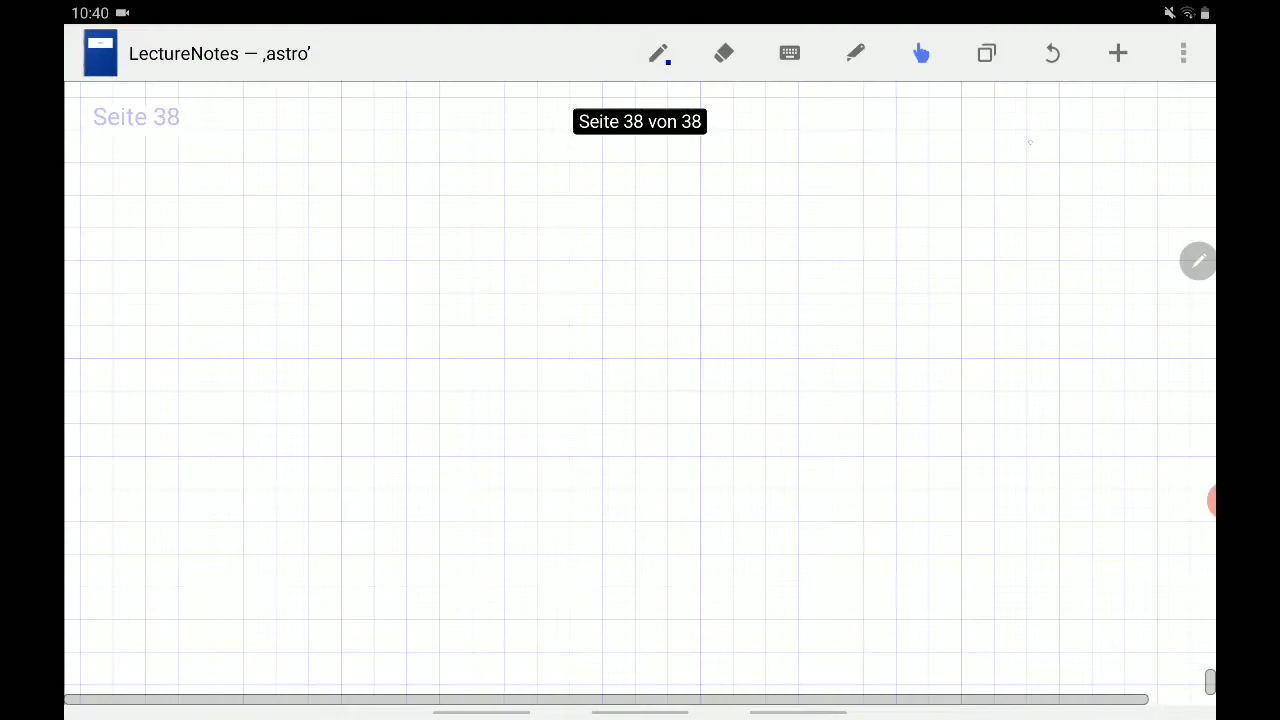 10:40
LectureNotes — ‚astro’
Seite 38
Seite 38 von 38